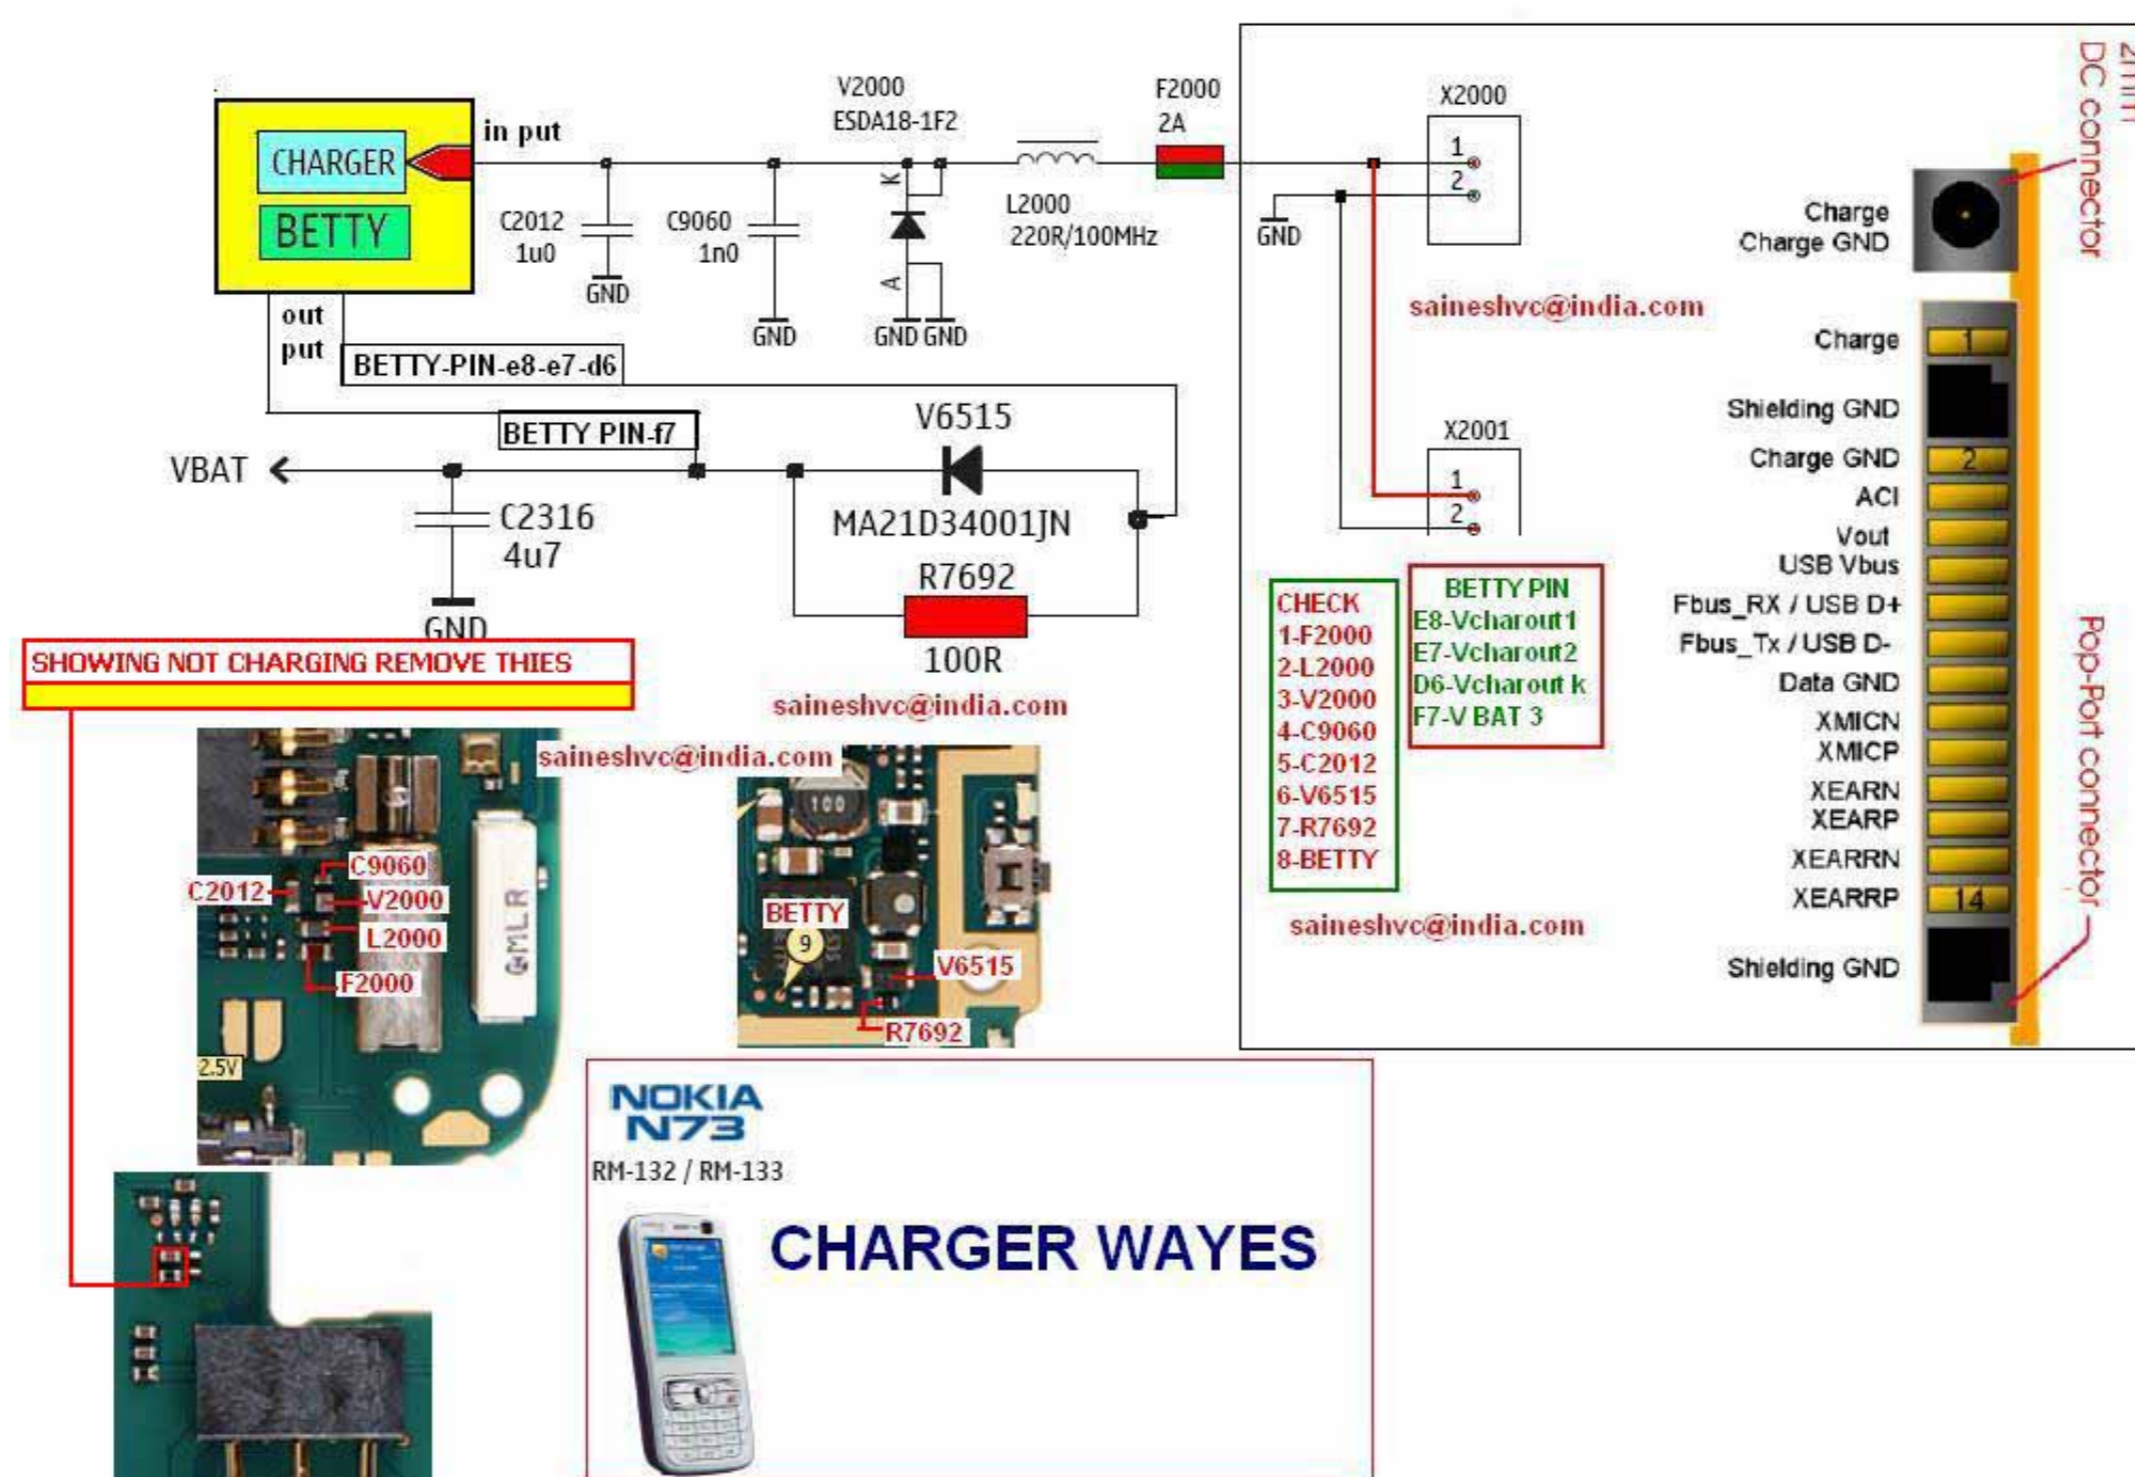 V2000
ESDA18-1F2
F2000
2A
X2000
2mm
DC connector
CHARGER
BETTY
in put
C2012
1u0
GND
C9060
1n0
GND
K
A
GND GND
L2000
220R/100MHz
GND
1
2
saineshvc@india.com
out
put
BETTY-PIN-e8-e7-d6
BETTY PIN-f7
VBAT
C2316
4u7
GND
V6515
MA21D34001JN
R7692
100R
saineshvc@india.com
X2001
1
2
Charge
Charge GND
Charge
1
Shielding GND
Charge GND
2
ACI
Vout
USB Vbus
Fbus_RX / USB D+
Fbus_Tx / USB D-
Data GND
XMICN
XMICP
XEARN
XEARP
XEARRN
XEARRP
14
Shielding GND
Pop-Port connector
CHECK
1-F2000
2-L2000
3-V2000
4-C9060
5-C2012
6-V6515
7-R7692
8-BETTY
BETTY PIN
E8-Vcharout1
E7-Vcharout2
D6-Vcharout k
F7-V BAT 3
saineshvc@india.com
SHOWING NOT CHARGING REMOVE THIES
saineshvc@india.com
C9060
C2012
V2000
L2000
F2000
@MLR
2.5V
100
BETTY
9
V6515
R7692
NOKIA
N73
RM-132 / RM-133
CHARGER WAYES